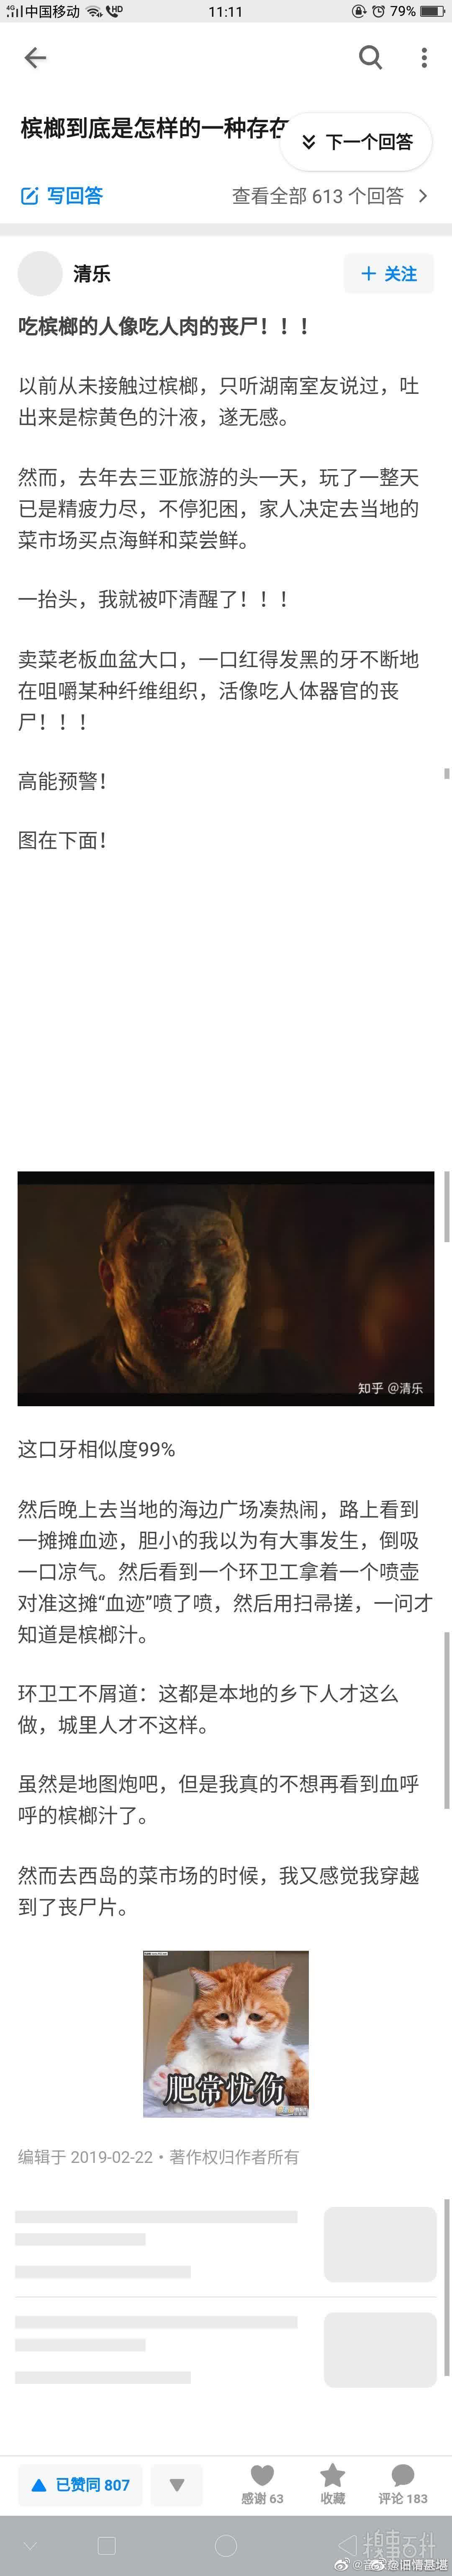 4G 中国移动 HD 11:11 79%
槟榔到底是怎样的一种存在
下一个回答
写回答 查看全部 613 个回答
清乐 + 关注
吃槟榔的人像吃人肉的丧尸！！！
以前从未接触过槟榔，只听湖南室友说过，吐
出来是棕黄色的汁液，遂无感。
然而，去年去三亚旅游的头一天，玩了一整天
已是精疲力尽，不停犯困，家人决定去当地的
菜市场买点海鲜和菜尝鲜。
一抬头，我就被吓清醒了！！！
卖菜老板血盆大口，一口红得发黑的牙不断地
在咀嚼某种纤维组织，活像吃人体器官的丧
尸！！！
高能预警！
图在下面！
知乎 @清乐
这口牙相似度99%
然后晚上去当地的海边广场凑热闹，路上看到
一摊摊血迹，胆小的我以为有大事发生，倒吸
一口凉气。然后看到一个环卫工拿着一个喷壶
对准这摊“血迹”喷了喷，然后用扫帚搓，一问才
知道是槟榔汁。
环卫工不屑道：这都是本地的乡下人才这么
做，城里人才不这样。
虽然是地图炮吧，但是我真的不想再看到血呼
呼的槟榔汁了。
然而去西岛的菜市场的时候，我又感觉我穿越
到了丧尸片。
肥常忧伤
编辑于 2019-02-22 · 著作权归作者所有
已赞同 807 感谢 63 收藏 评论 183
@旧情甚堪